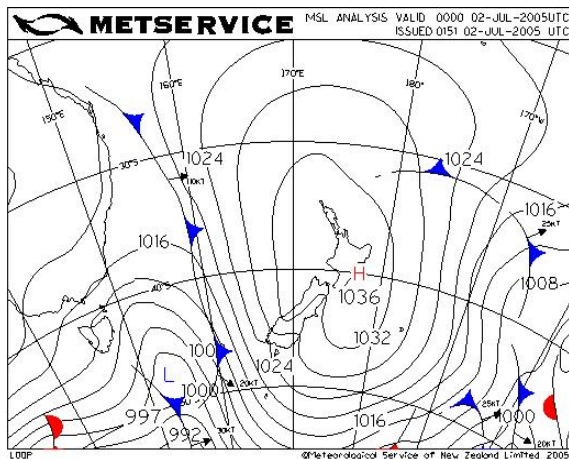 METSERVICE
MSL ANALYSIS VALID 0000 02-JUL-2005UTC
ISSUED 0151 02-JUL-2005 UTC
150°E
160°E
170°E
180°
170°W
30°S
1024
10KT
1024
1016
25KT
1016
40°S
H
1036
1008
1032
L
1024
1000
20KT
997
992
30KT
1016
25KT
1000
20KT
LOOP
©Meteorological Service of New Zealand Limited 2005